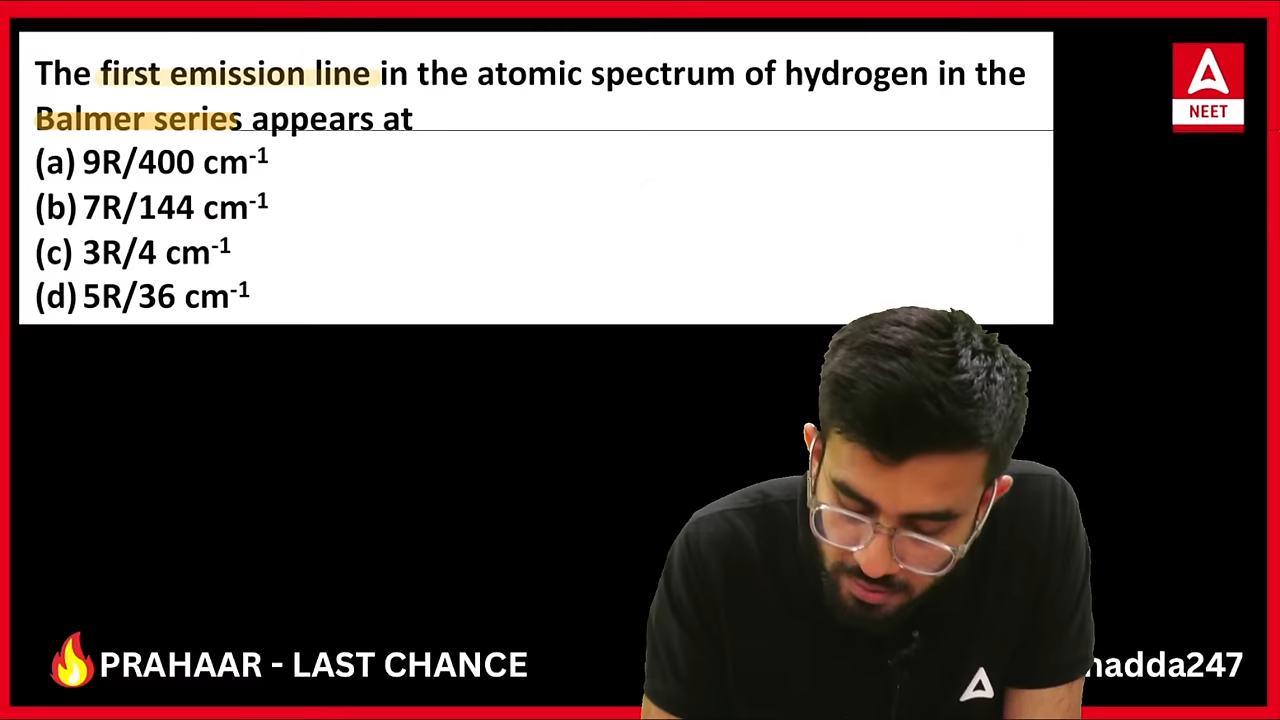 The first emission line in the atomic spectrum of hydrogen in the
Balmer series appears at
(a) 9R/400 cm⁻¹
(b) 7R/144 cm⁻¹
(c) 3R/4 cm⁻¹
(d) 5R/36 cm⁻¹
NEET
PRAHAAR - LAST CHANCE
adda247